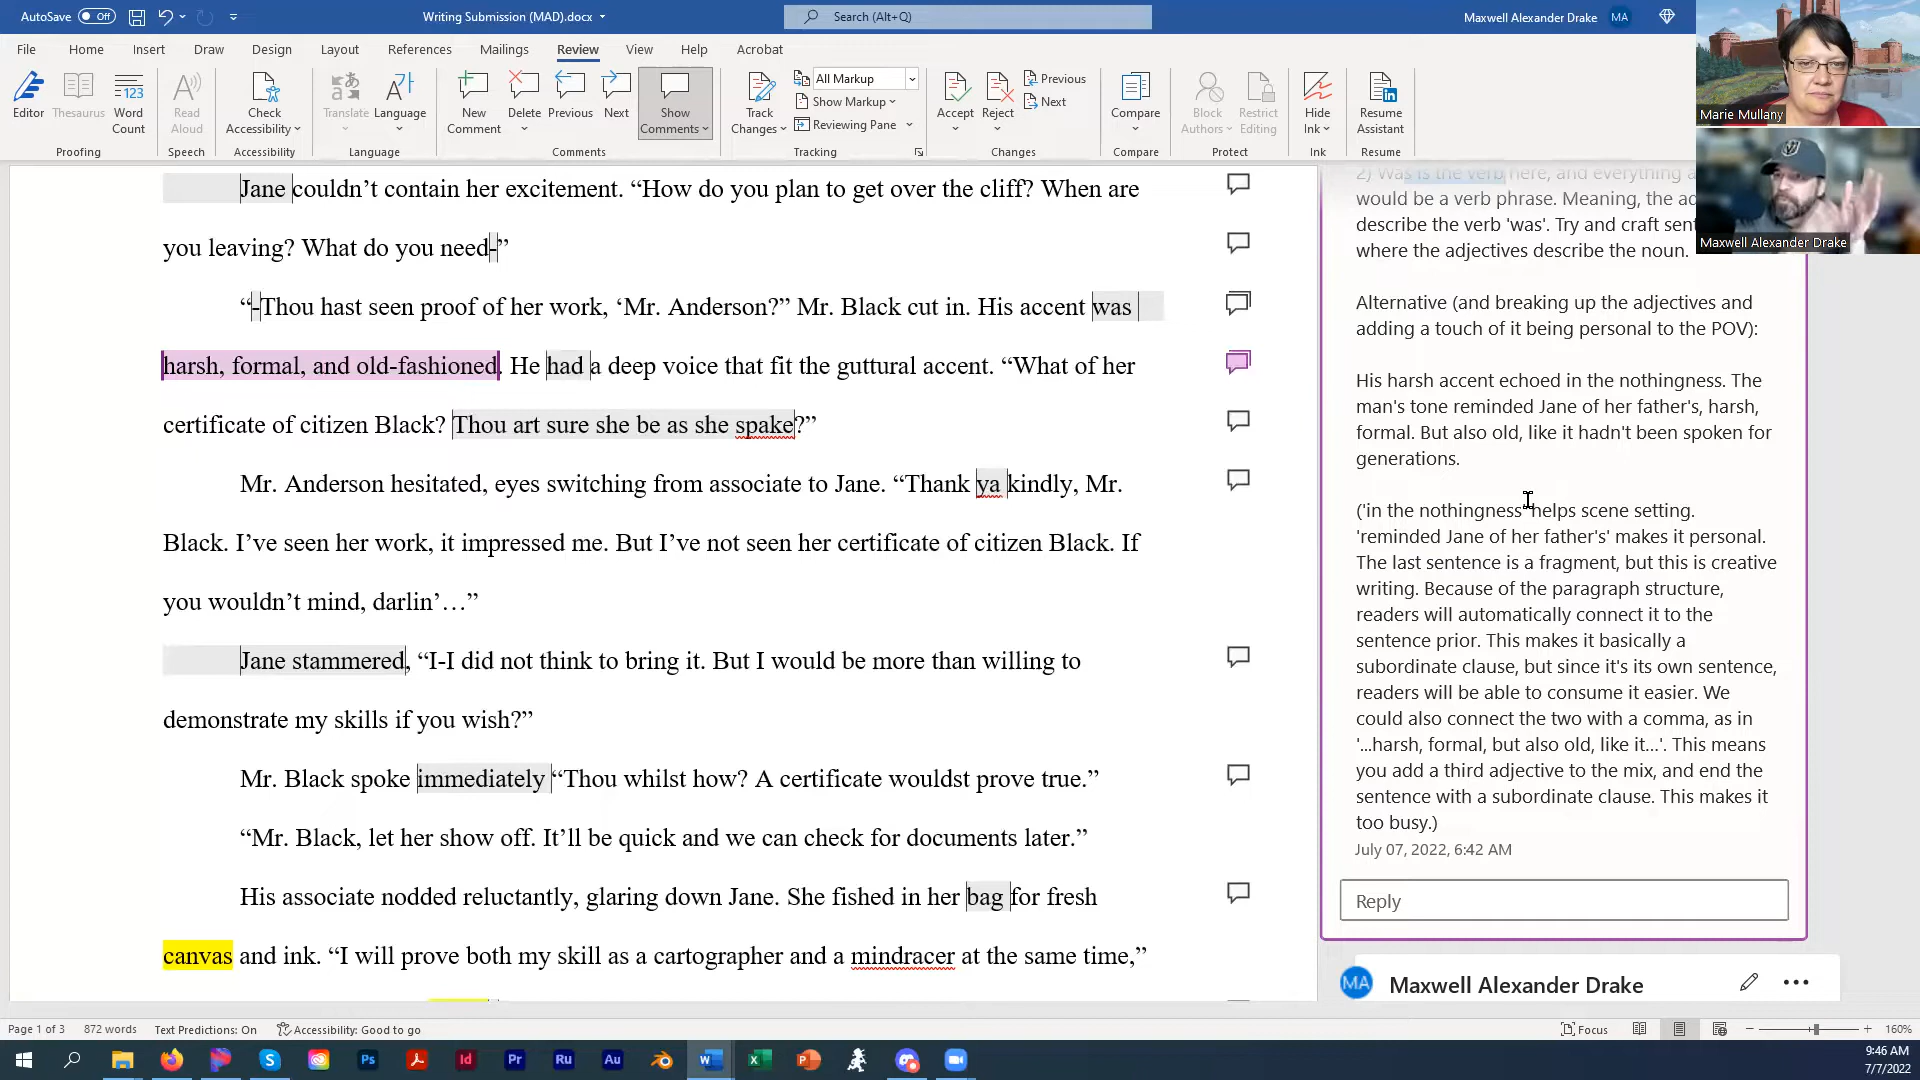 AutoSave Off
Writing Submission (MAD).docx
Search (Alt+Q)
Maxwell Alexander Drake MA
File Home Insert Draw Design Layout References Mailings Review View Help Acrobat
Editor
Thesaurus
Word Count
Proofing
Read Aloud
Speech
Check Accessibility
Accessibility
Translate
Language
Language
New Comment
Delete
Previous
Next
Show Comments
Comments
Track Changes
All Markup
Show Markup
Reviewing Pane
Tracking
Accept
Reject
Previous
Next
Changes
Compare
Compare
Block Authors
Restrict Editing
Protect
Hide Ink
Ink
Resume Assistant
Resume
Marie Mullany
Maxwell Alexander Drake
Jane couldn’t contain her excitement. “How do you plan to get over the cliff? When are
you leaving? What do you need-”
“-Thou hast seen proof of her work, ‘Mr. Anderson?” Mr. Black cut in. His accent was
harsh, formal, and old-fashioned. He had a deep voice that fit the guttural accent. “What of her
certificate of citizen Black? Thou art sure she be as she spake?”
Mr. Anderson hesitated, eyes switching from associate to Jane. “Thank ya kindly, Mr.
Black. I’ve seen her work, it impressed me. But I’ve not seen her certificate of citizen Black. If
you wouldn’t mind, darlin’…”
Jane stammered, “I-I did not think to bring it. But I would be more than willing to
demonstrate my skills if you wish?”
Mr. Black spoke immediately “Thou whilst how? A certificate wouldst prove true.”
“Mr. Black, let her show off. It’ll be quick and we can check for documents later.”
His associate nodded reluctantly, glaring down Jane. She fished in her bag for fresh
canvas and ink. “I will prove both my skill as a cartographer and a mindracer at the same time,”
2) Was is the verb here, and everything a
would be a verb phrase. Meaning, the ad
describe the verb 'was'. Try and craft sent
where the adjectives describe the noun.
Alternative (and breaking up the adjectives and
adding a touch of it being personal to the POV):
His harsh accent echoed in the nothingness. The
man's tone reminded Jane of her father's, harsh,
formal. But also old, like it hadn't been spoken for
generations.
('in the nothingness' helps scene setting.
'reminded Jane of her father's' makes it personal.
The last sentence is a fragment, but this is creative
writing. Because of the paragraph structure,
readers will automatically connect it to the
sentence prior. This makes it basically a
subordinate clause, but since it's its own sentence,
readers will be able to consume it easier. We
could also connect the two with a comma, as in
'...harsh, formal, but also old, like it...'. This means
you add a third adjective to the mix, and end the
sentence with a subordinate clause. This makes it
too busy.)
July 07, 2022, 6:42 AM
Reply
MA Maxwell Alexander Drake
Page 1 of 3 872 words Text Predictions: On Accessibility: Good to go
Focus 160%
Ps Id Pr Ru Au
9:46 AM
7/7/2022